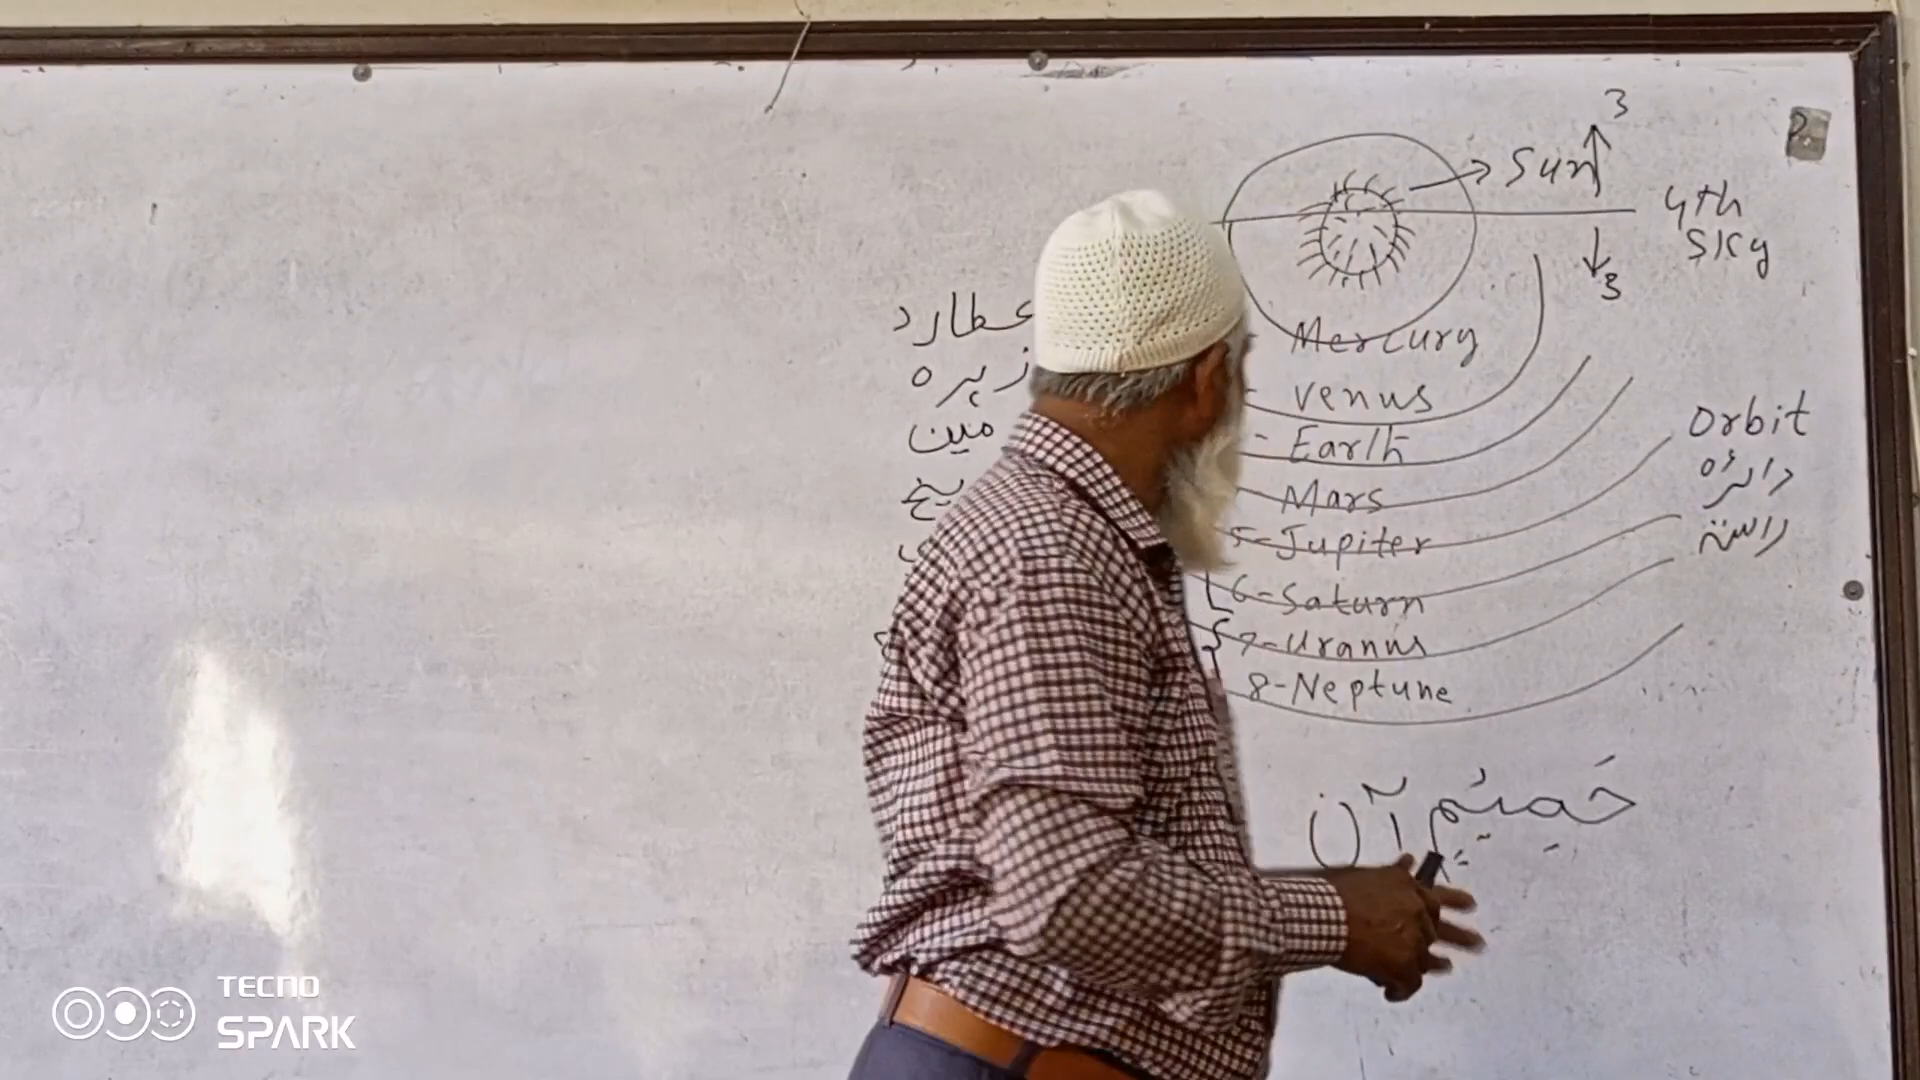 3
Sun
4th
Sky
3
عطارد
Mercury
زہرہ
- Venus
مین
- Earth
یخ
- Mars
Orbit
دائرہ
راستہ
5-Jupiter
6-Saturn
7-Uranus
8-Neptune
آن
TECNO
SPARK